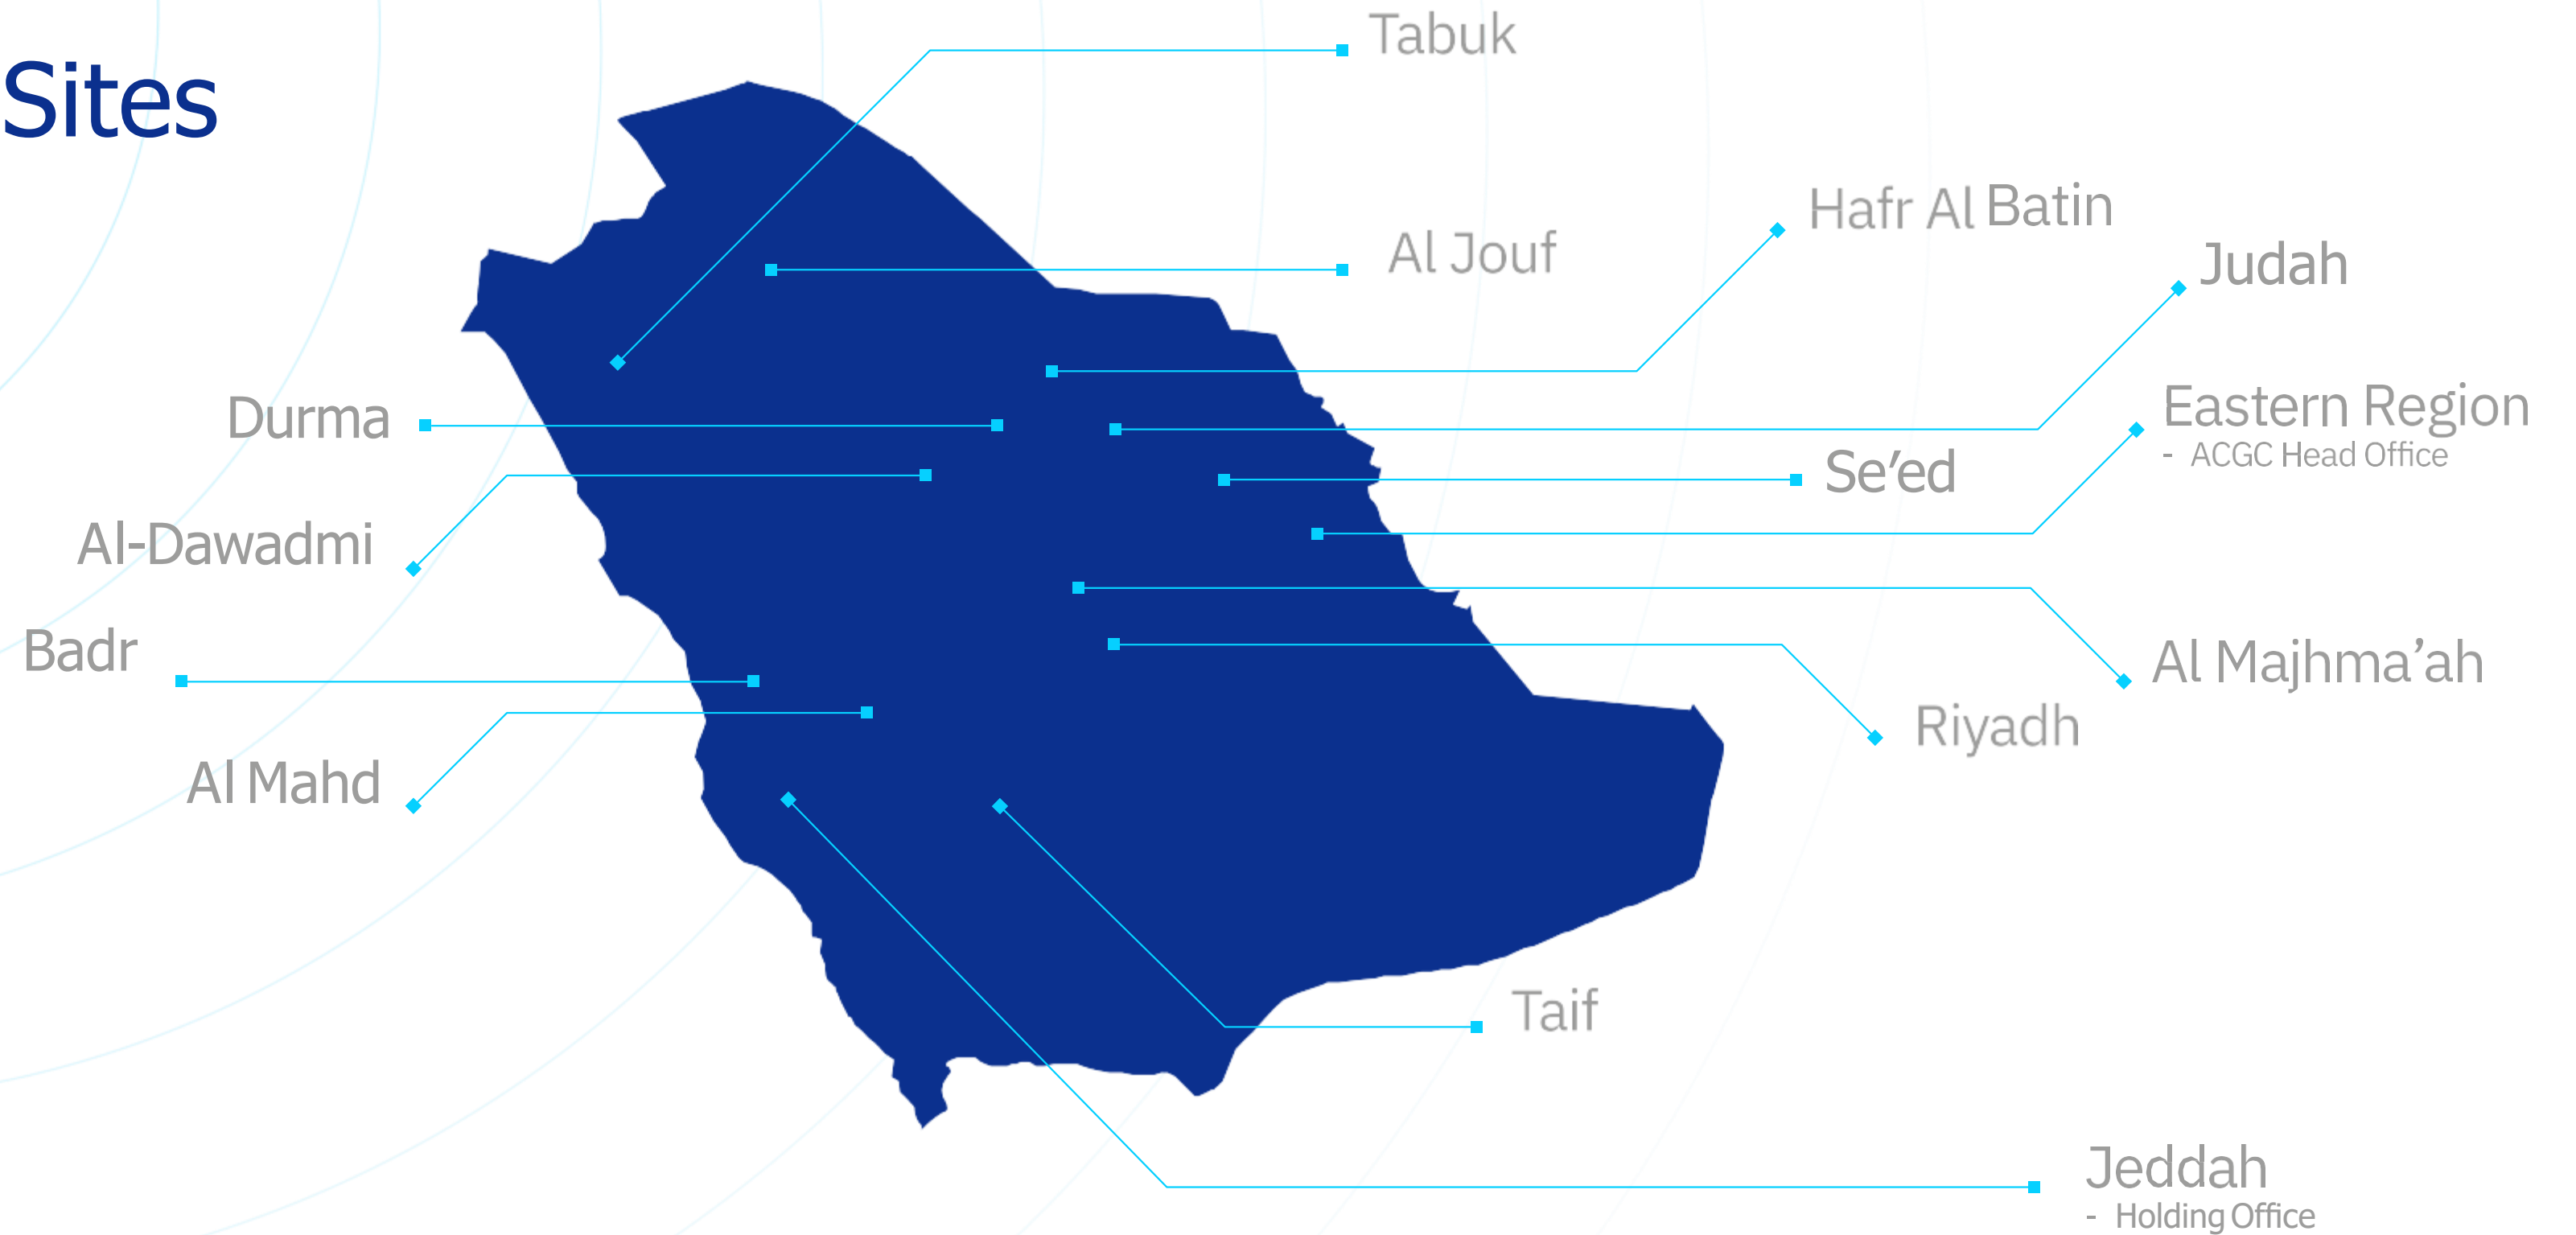 Sites
Tabuk
Hafr Al Batin
Al Jouf
Judah
Eastern Region
- ACGC Head Office
Durma
Se’ed
Al-Dawadmi
Badr
Al Majhma’ah
Riyadh
Al Mahd
Taif
Jeddah
- Holding Office